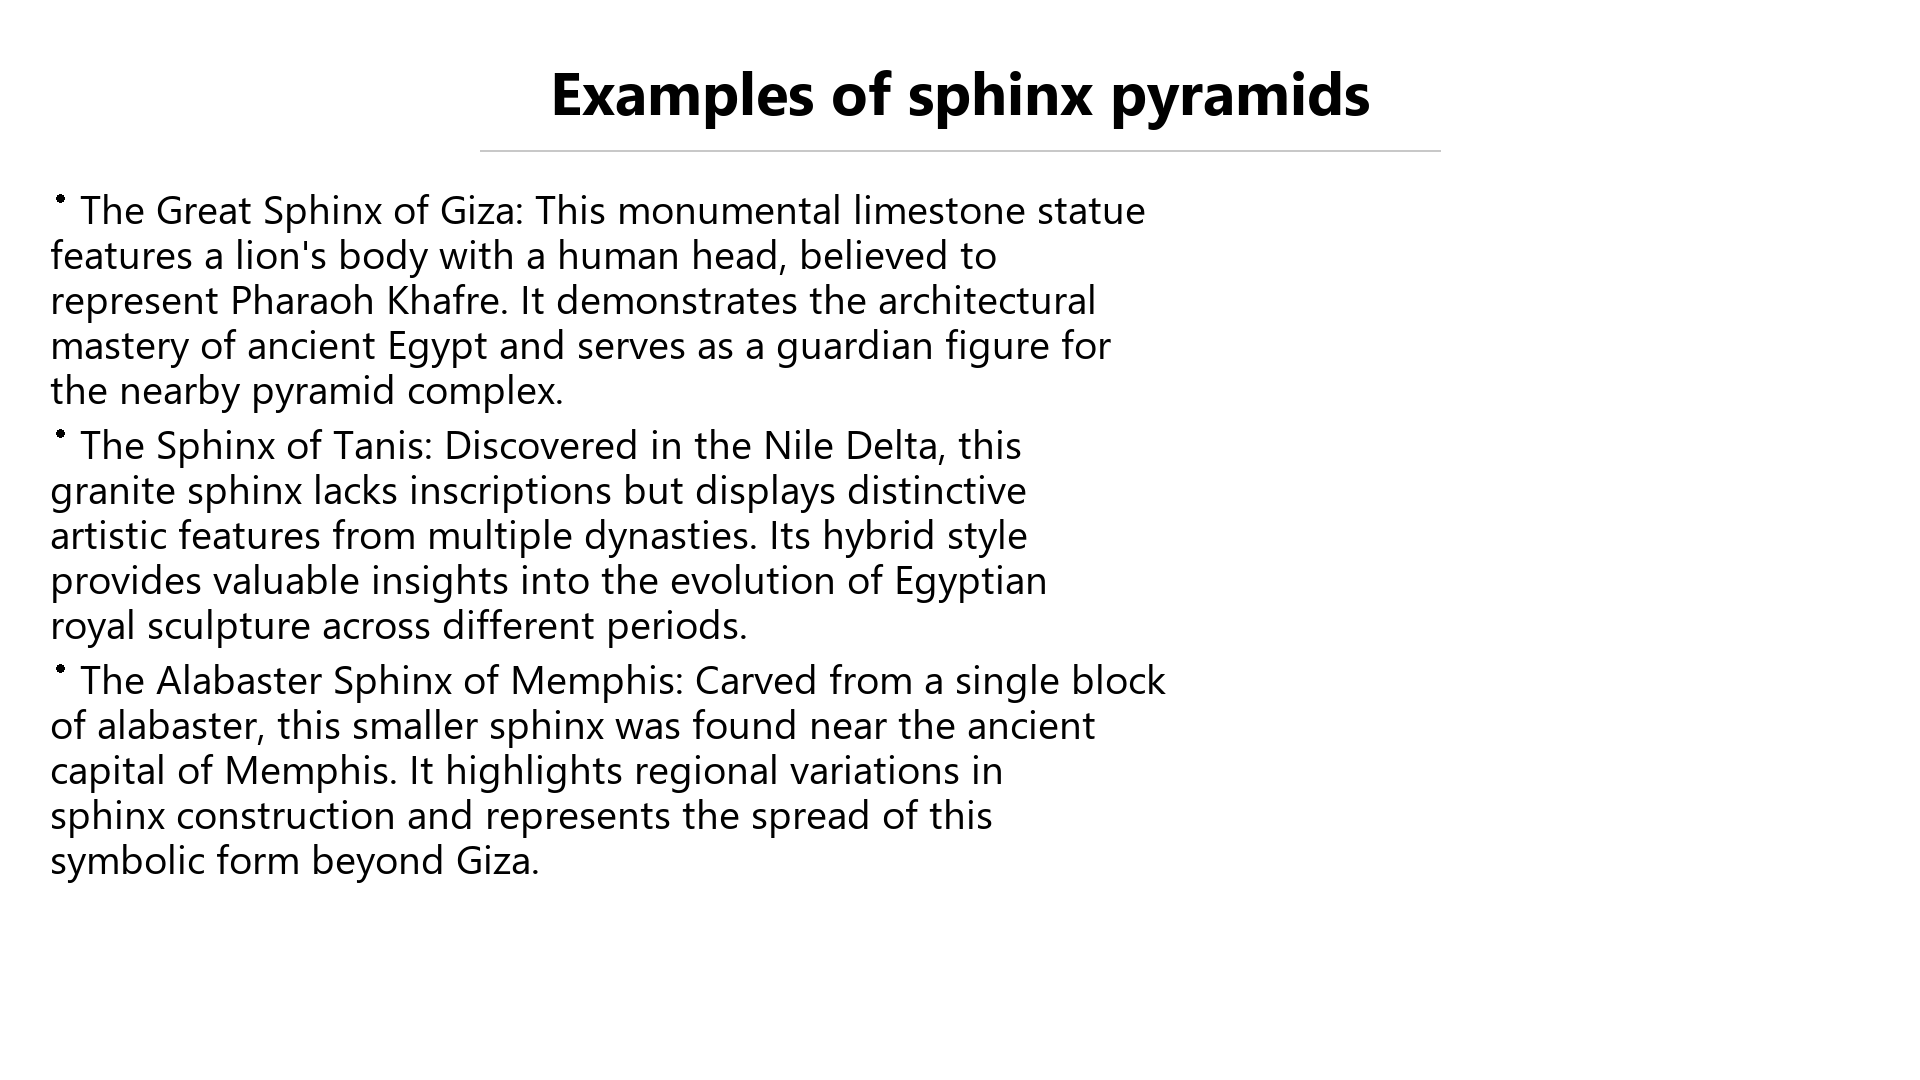 Examples of sphinx pyramids
• The Great Sphinx of Giza: This monumental limestone statue
features a lion's body with a human head, believed to
represent Pharaoh Khafre. It demonstrates the architectural
mastery of ancient Egypt and serves as a guardian figure for
the nearby pyramid complex.
• The Sphinx of Tanis: Discovered in the Nile Delta, this
granite sphinx lacks inscriptions but displays distinctive
artistic features from multiple dynasties. Its hybrid style
provides valuable insights into the evolution of Egyptian
royal sculpture across different periods.
• The Alabaster Sphinx of Memphis: Carved from a single block
of alabaster, this smaller sphinx was found near the ancient
capital of Memphis. It highlights regional variations in
sphinx construction and represents the spread of this
symbolic form beyond Giza.